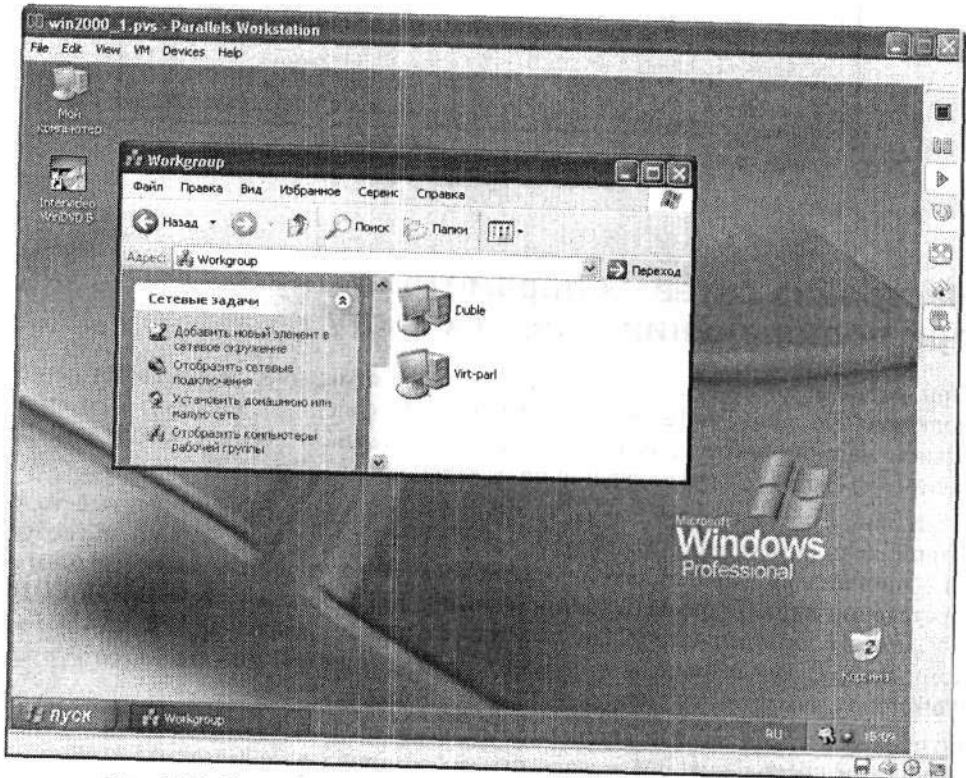 win2000_1.pvs - Parallels Workstation
File Edit View VM Devices Help
Мой
компьютер
Intervideo
WinDVD 5
Workgroup
Файл Правка Вид Избранное Сервис Справка
Назад Поиск Папки
Адрес: Workgroup Переход
Сетевые задачи
Добавить новый элемент в
сетевое окружение
Отобразить сетевые
подключения
Установить домашнюю или
малую сеть
Отобразить компьютеры
рабочей группы
Duble
Virt-parl
Microsoft
Windows
Professional
Корзина
пуск Workgroup RU